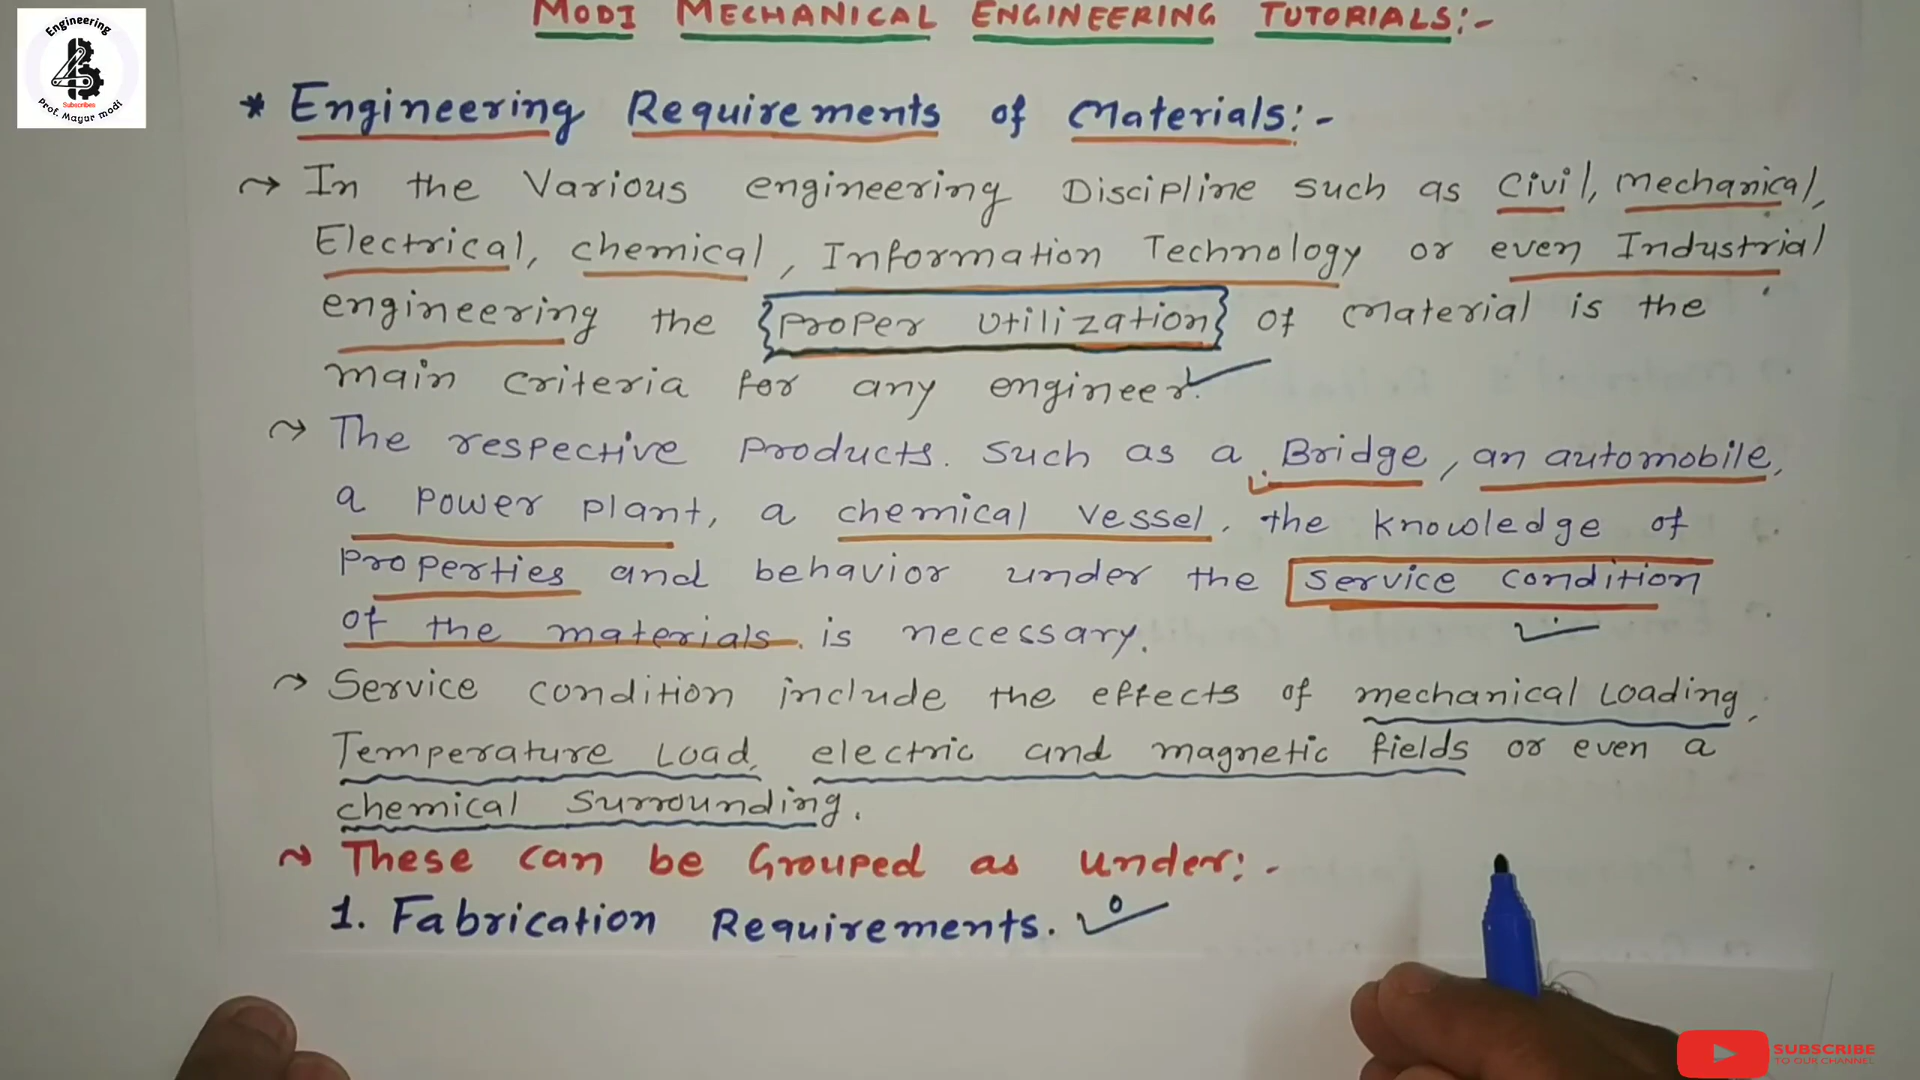 Engineering
Subscribes
Prof. Mayur modi
MODI MECHANICAL ENGINEERING TUTORIALS:-
* Engineering Requirements of Materials:-
→ In the Various engineering Discipline such as Civil, Mechanical,
Electrical, chemical, Information Technology or even Industrial
engineering the {Proper Utilization} of Material is the
main criteria for any engineer.
→ The respective Products. Such as a Bridge, an automobile,
a power plant, a chemical vessel, the knowledge of
Properties and behavior under the service condition
of the materials is necessary.
→ Service condition include the effects of mechanical Loading,
Temperature Load, electric and magnetic fields or even a
chemical Surrounding.
~ These can be Grouped as under:-
1. Fabrication Requirements.
SUBSCRIBE
TO OUR CHANNEL